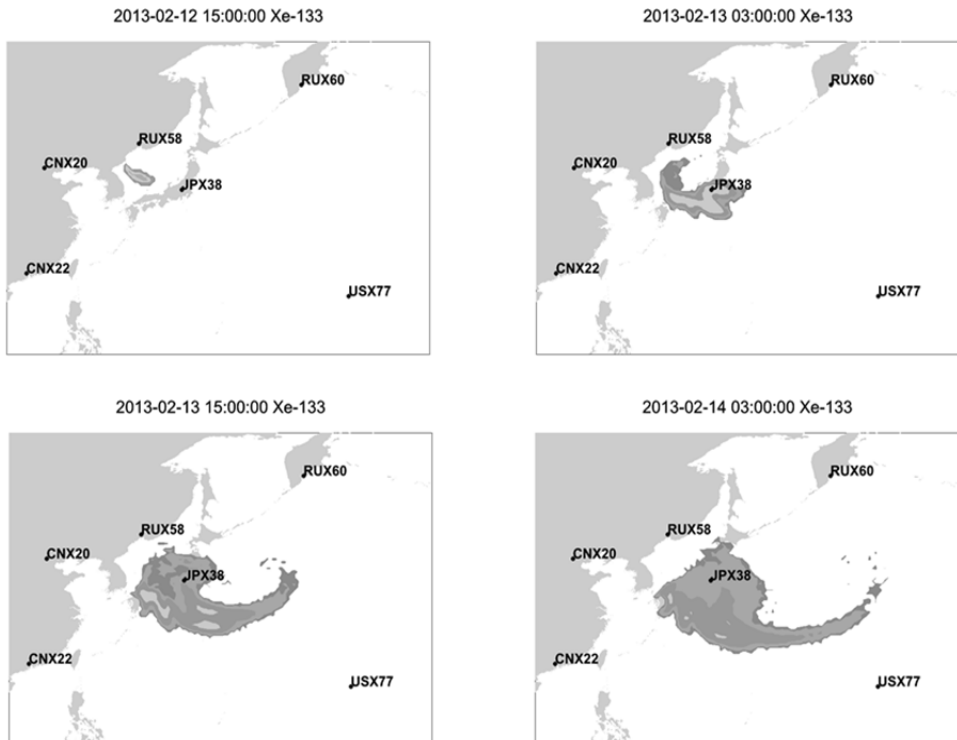 2013-02-12 15:00:00 Xe-133
2013-02-13 03:00:00 Xe-133
RUX60
RUX58
CNX20
JPX38
CNX22
USX77
RUX60
RUX58
CNX20
JPX38
CNX22
USX77
2013-02-13 15:00:00 Xe-133
2013-02-14 03:00:00 Xe-133
RUX60
RUX58
CNX20
JPX38
CNX22
USX77
RUX60
RUX58
CNX20
JPX38
CNX22
USX77